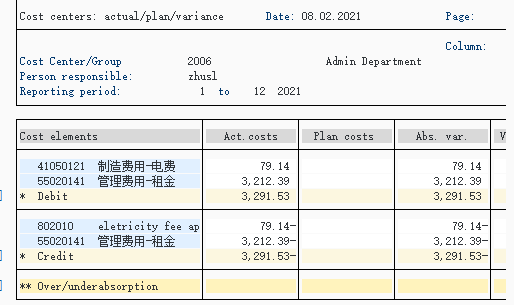 Cost centers: actual/plan/variance Date: 08.02.2021 Page:
Column:
Cost Center/Group 2006 Admin Department
Person responsible: zhusl
Reporting period: 1 to 12 2021
Cost elements Act.costs Plan costs Abs. var. V
41050121 制造费用-电费 79.14 79.14
55020141 管理费用-租金 3,212.39 3,212.39
* Debit 3,291.53 3,291.53
802010 eletricity fee ap 79.14- 79.14-
55020141 管理费用-租金 3,212.39- 3,212.39-
* Credit 3,291.53- 3,291.53-
** Over/underabsorption